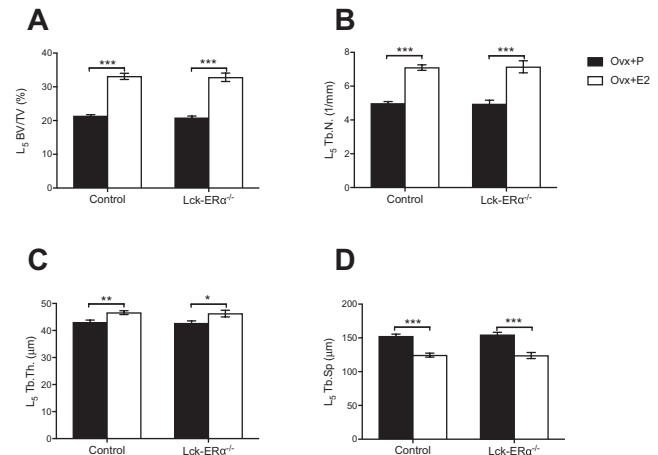 A
B
***
***
***
***
40
30
20
10
0
L5 BV/TV (%)
Control
Lck-ERα-/-
8
6
4
2
0
L5 Tb.N. (1/mm)
Control
Lck-ERα-/-
Ovx+P
Ovx+E2
C
D
**
*
50
40
30
20
10
0
L5 Tb.Th. (μm)
Control
Lck-ERα-/-
200
150
100
50
0
***
***
L5 Tb.Sp (μm)
Control
Lck-ERα-/-